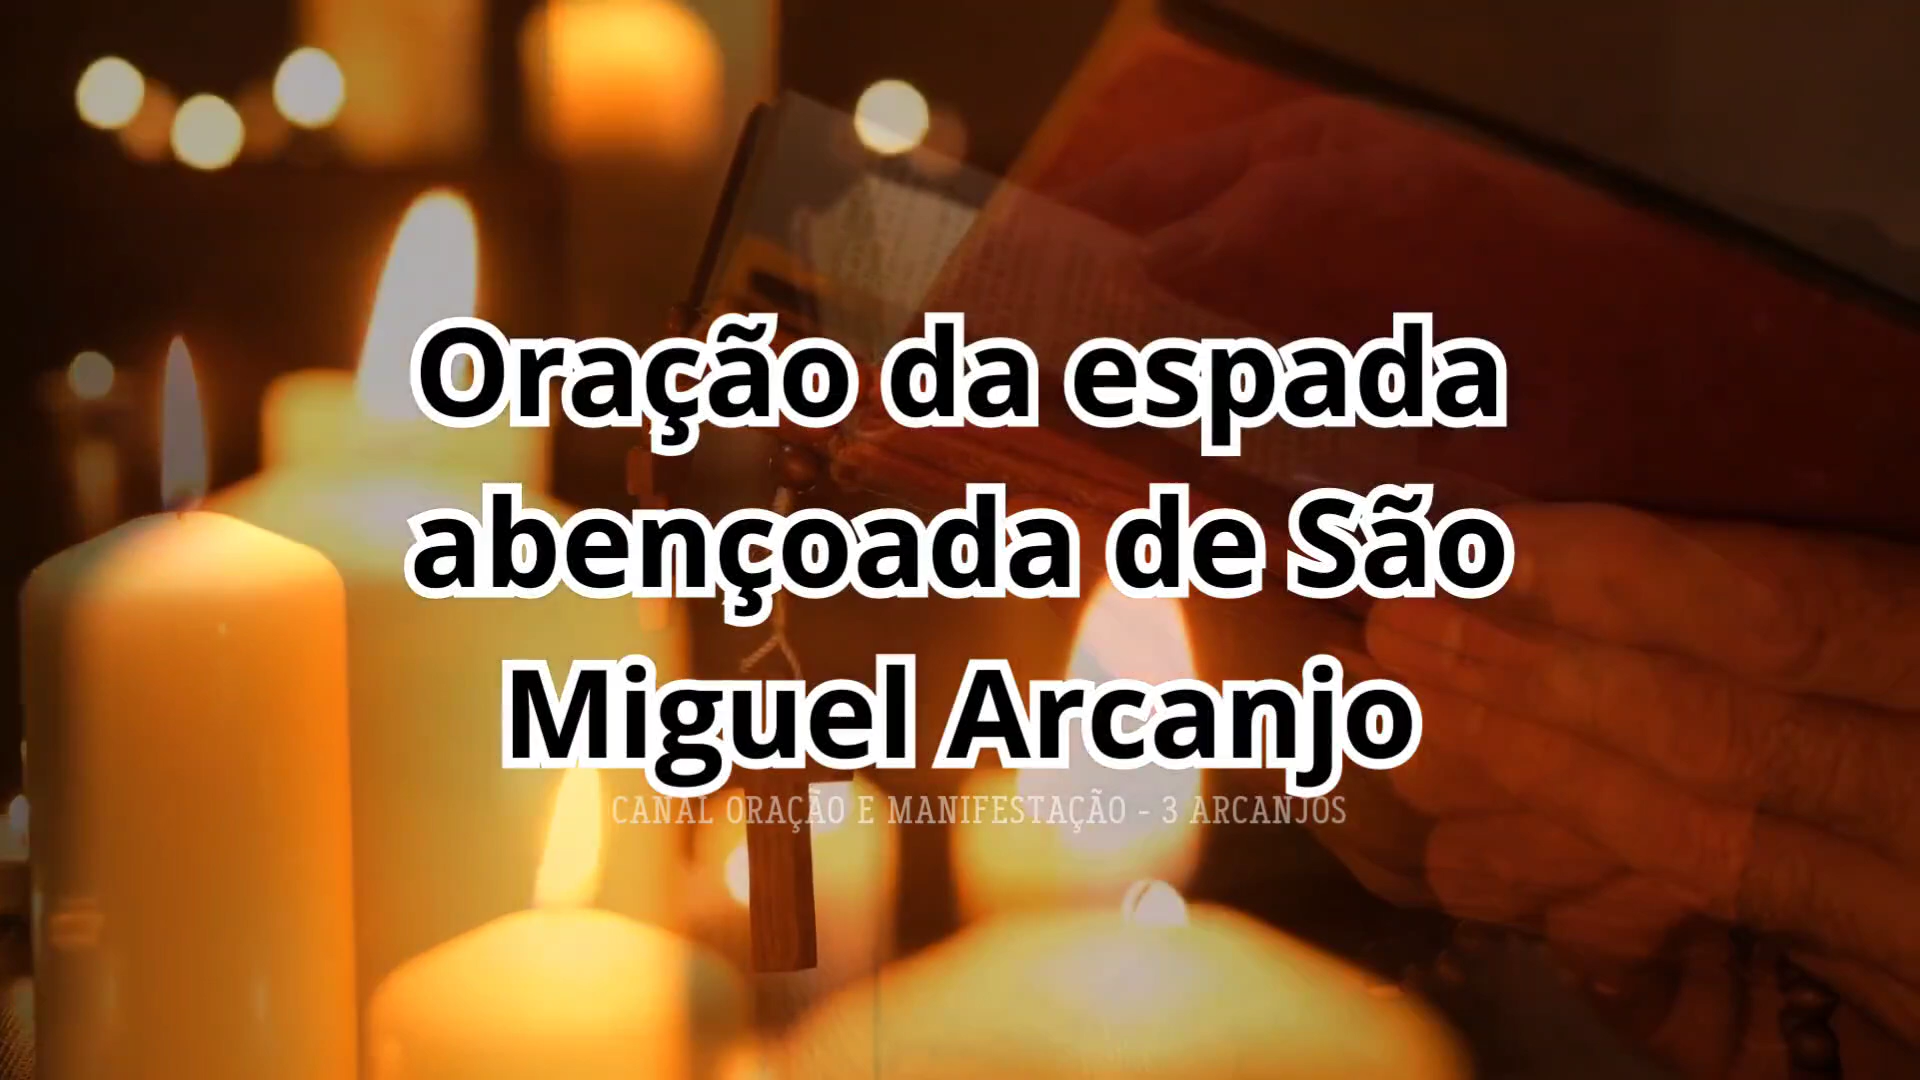 Oração da espada
abençoada de São
Miguel Arcanjo
CANAL ORAÇÃO E MANIFESTAÇÃO - 3 ARCANJOS